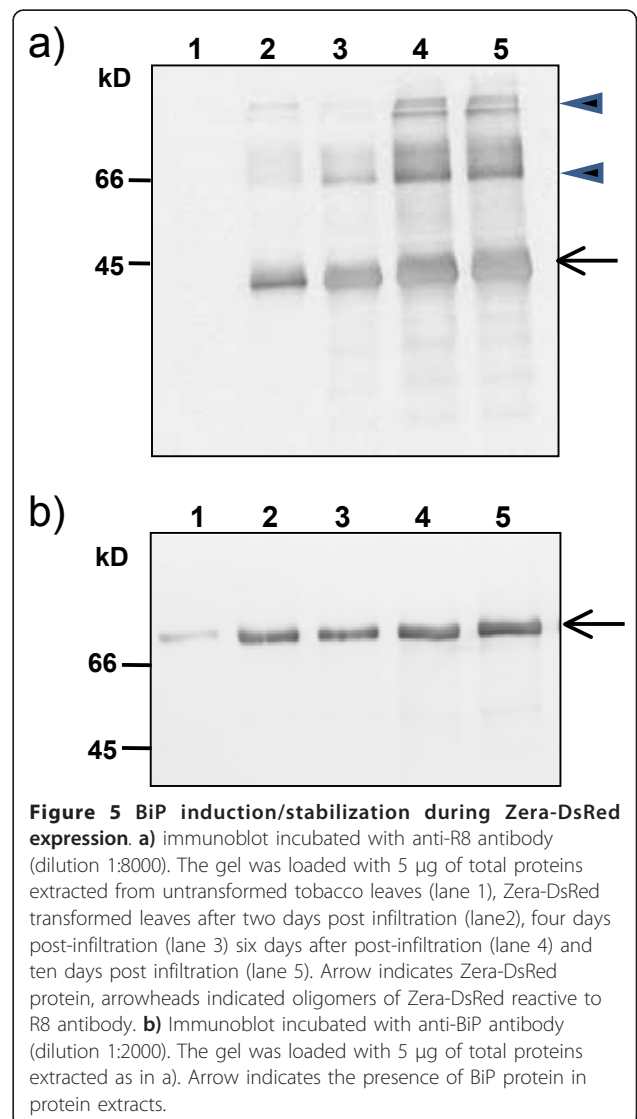 a)
1 2 3 4 5
kD
66
45
b)
1 2 3 4 5
kD
66
45
Figure 5 BiP induction/stabilization during Zera-DsRed
expression. a) immunoblot incubated with anti-R8 antibody
(dilution 1:8000). The gel was loaded with 5 μg of total proteins
extracted from untransformed tobacco leaves (lane 1), Zera-DsRed
transformed leaves after two days post infiltration (lane2), four days
post-infiltration (lane 3) six days after post-infiltration (lane 4) and
ten days post infiltration (lane 5). Arrow indicates Zera-DsRed
protein, arrowheads indicated oligomers of Zera-DsRed reactive to
R8 antibody. b) Immunoblot incubated with anti-BiP antibody
(dilution 1:2000). The gel was loaded with 5 μg of total proteins
extracted as in a). Arrow indicates the presence of BiP protein in
protein extracts.